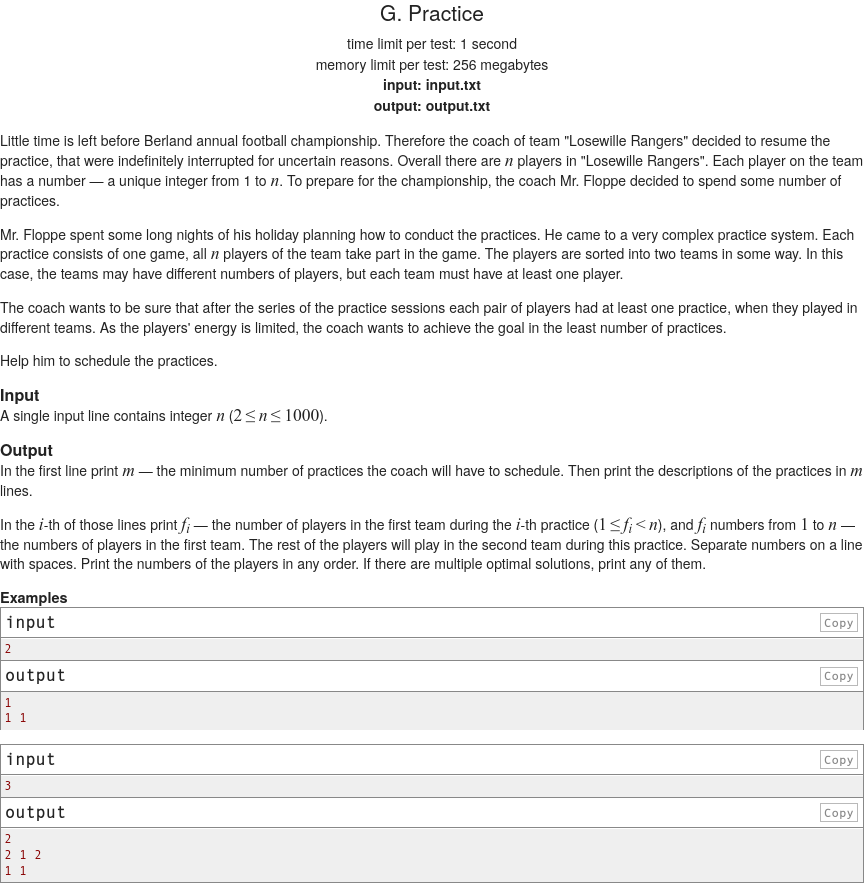 G. Practice
time limit per test: 1 second
memory limit per test: 256 megabytes
input: input.txt
output: output.txt
Little time is left before Berland annual football championship. Therefore the coach of team "Losewille Rangers" decided to resume the
practice, that were indefinitely interrupted for uncertain reasons. Overall there are n players in "Losewille Rangers". Each player on the team
has a number — a unique integer from 1 to n. To prepare for the championship, the coach Mr. Floppe decided to spend some number of
practices.
Mr. Floppe spent some long nights of his holiday planning how to conduct the practices. He came to a very complex practice system. Each
practice consists of one game, all n players of the team take part in the game. The players are sorted into two teams in some way. In this
case, the teams may have different numbers of players, but each team must have at least one player.
The coach wants to be sure that after the series of the practice sessions each pair of players had at least one practice, when they played in
different teams. As the players' energy is limited, the coach wants to achieve the goal in the least number of practices.
Help him to schedule the practices.
Input
A single input line contains integer n (2 ≤ n ≤ 1000).
Output
In the first line print m — the minimum number of practices the coach will have to schedule. Then print the descriptions of the practices in m
lines.
In the i-th of those lines print fi — the number of players in the first team during the i-th practice (1 ≤ fi < n), and fi numbers from 1 to n —
the numbers of players in the first team. The rest of the players will play in the second team during this practice. Separate numbers on a line
with spaces. Print the numbers of the players in any order. If there are multiple optimal solutions, print any of them.
Examples
input Copy
2
output Copy
1
1 1
input Copy
3
output Copy
2
2 1 2
1 1